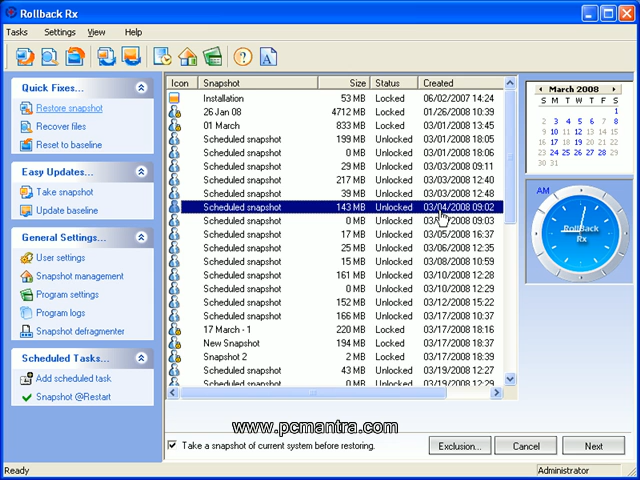 Rollback Rx
Tasks Settings View Help
Quick Fixes...
Restore snapshot
Recover files
Reset to baseline
Easy Updates...
Take snapshot
Update baseline
General Settings...
User settings
Snapshot management
Program settings
Program logs
Snapshot defragmenter
Scheduled Tasks...
Add scheduled task
Snapshot @Restart
Icon Snapshot Size Status Created
Installation 53 MB Locked 06/02/2007 14:24
26 Jan 08 4712 MB Locked 01/26/2008 10:39
01 March 833 MB Locked 03/01/2008 13:45
Scheduled snapshot 199 MB Unlocked 03/01/2008 18:05
Scheduled snapshot 0 MB Unlocked 03/01/2008 18:05
Scheduled snapshot 29 MB Unlocked 03/03/2008 09:11
Scheduled snapshot 217 MB Unlocked 03/03/2008 12:40
Scheduled snapshot 39 MB Unlocked 03/03/2008 12:48
Scheduled snapshot 143 MB Unlocked 03/04/2008 09:02
Scheduled snapshot 0 MB Unlocked 2008 09:03
Scheduled snapshot 17 MB Unlocked 03/05/2008 16:37
Scheduled snapshot 25 MB Unlocked 03/06/2008 12:35
Scheduled snapshot 15 MB Unlocked 03/08/2008 10:59
Scheduled snapshot 161 MB Unlocked 03/10/2008 12:28
Scheduled snapshot 0 MB Unlocked 03/10/2008 12:29
Scheduled snapshot 152 MB Unlocked 03/12/2008 15:22
Scheduled snapshot 166 MB Unlocked 03/17/2008 10:37
17 March - 1 220 MB Locked 03/17/2008 18:16
New Snapshot 194 MB Locked 03/17/2008 18:37
Snapshot 2 2 MB Locked 03/17/2008 18:39
Scheduled snapshot 43 MB Unlocked 03/19/2008 12:27
Scheduled snapshot 0 MB Unlocked 03/19/2008 12:29
March 2008
S M T W T F S
1
2 3 4 5 6 7 8
9 10 11 12 13 14 15
16 17 18 19 20 21 22
23 24 25 26 27 28 29
30 31
AM
RollBack
Rx
www.pcmantra.com
Take a snapshot of current system before restoring.
Exclusion... Cancel Next
Ready Administrator